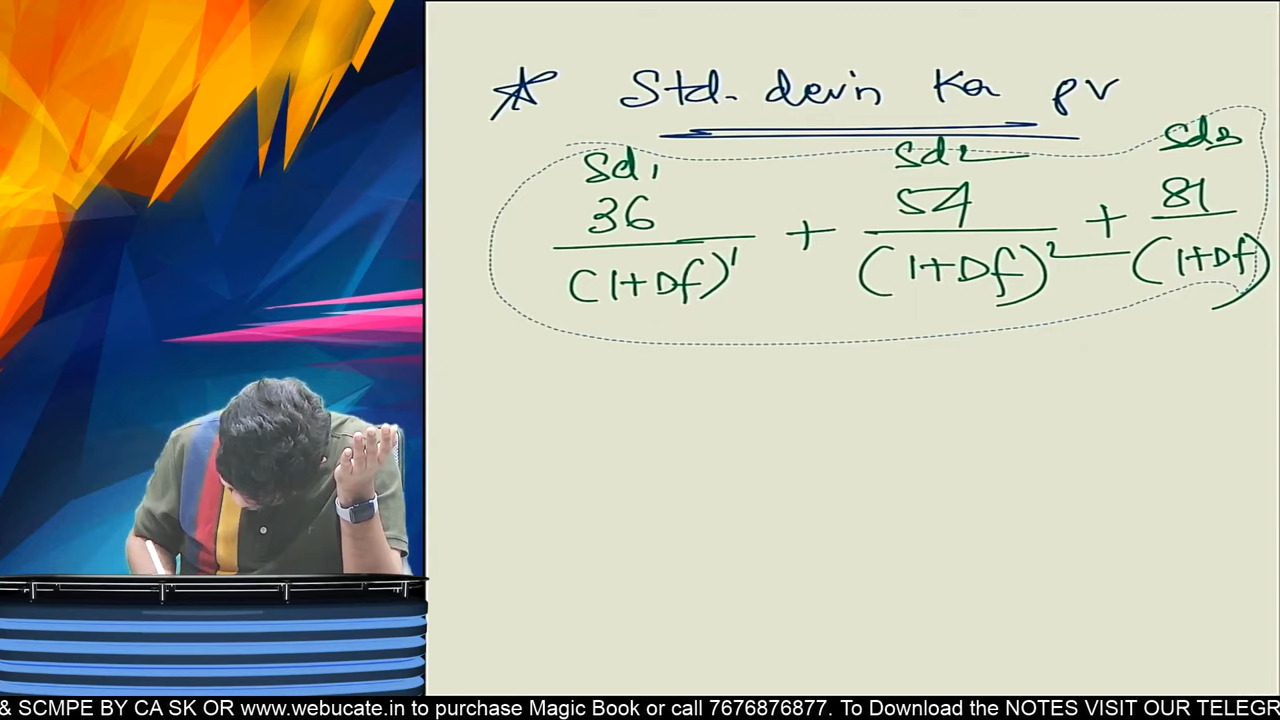 * Std. devin Ka PV
Sd1 Sd2 Sd3
36 + 54 + 81
(1+Df)^1 (1+Df)^2 (1+Df)
& SCMPE BY CA SK OR www.webucate.in to purchase Magic Book or call 7676876877. To Download the NOTES VISIT OUR TELEGR